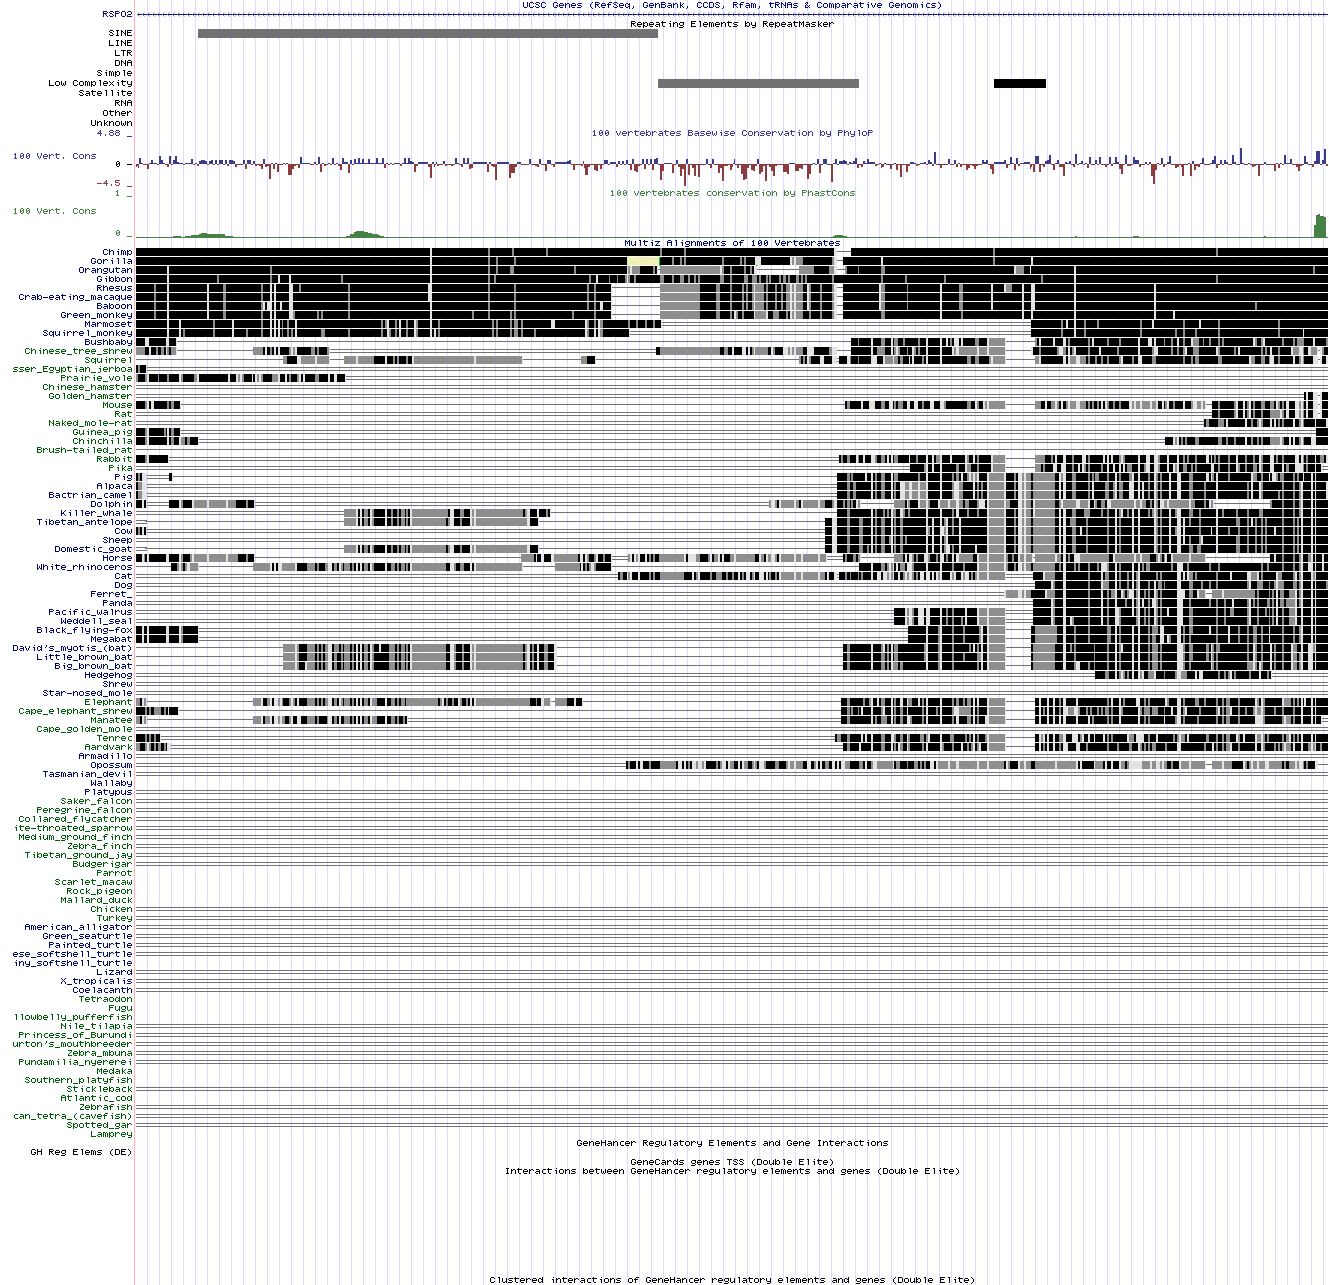 UCSC Genes (RefSeq, GenBank, CCDS, Rfam, tRNAs & Comparative Genomics)
RSPO2
Repeating Elements by RepeatMasker
SINE
LINE
LTR
DNA
Simple
Low Complexity
Satellite
RNA
Other
Unknown
4.88 _
100 vertebrates Basewise Conservation by PhyloP
100 Vert. Cons
0 _
-4.5 _
1 _
100 vertebrates conservation by PhastCons
100 Vert. Cons
0 _
Multiz Alignments of 100 Vertebrates
Chimp
Gorilla
Orangutan
Gibbon
Rhesus
Crab-eating_macaque
Baboon
Green_monkey
Marmoset
Squirrel_monkey
Bushbaby
Chinese_tree_shrew
Squirrel
sser_Egyptian_jerboa
Prairie_vole
Chinese_hamster
Golden_hamster
Mouse
Rat
Naked_mole-rat
Guinea_pig
Chinchilla
Brush-tailed_rat
Rabbit
Pika
Pig
Alpaca
Bactrian_camel
Dolphin
Killer_whale
Tibetan_antelope
Cow
Sheep
Domestic_goat
Horse
White_rhinoceros
Cat
Dog
Ferret_
Panda
Pacific_walrus
Weddell_seal
Black_flying-fox
Megabat
David's_myotis_(bat)
Little_brown_bat
Big_brown_bat
Hedgehog
Shrew
Star-nosed_mole
Elephant
Cape_elephant_shrew
Manatee
Cape_golden_mole
Tenrec
Aardvark
Armadillo
Opossum
Tasmanian_devil
Wallaby
Platypus
Saker_falcon
Peregrine_falcon
Collared_flycatcher
ite-throated_sparrow
Medium_ground_finch
Zebra_finch
Tibetan_ground_jay
Budgerigar
Parrot
Scarlet_macaw
Rock_pigeon
Mallard_duck
Chicken
Turkey
American_alligator
Green_seaturtle
Painted_turtle
ese_softshell_turtle
iny_softshell_turtle
Lizard
X_tropicalis
Coelacanth
Tetraodon
Fugu
llowbelly_pufferfish
Nile_tilapia
Princess_of_Burundi
urton's_mouthbreeder
Zebra_mbuna
Pundamilia_nyererei
Medaka
Southern_platyfish
Stickleback
Atlantic_cod
Zebrafish
can_tetra_(cavefish)
Spotted_gar
Lamprey
GeneHancer Regulatory Elements and Gene Interactions
GH Reg Elems (DE)
GeneCards genes TSS (Double Elite)
Interactions between GeneHancer regulatory elements and genes (Double Elite)
Clustered interactions of GeneHancer regulatory elements and genes (Double Elite)